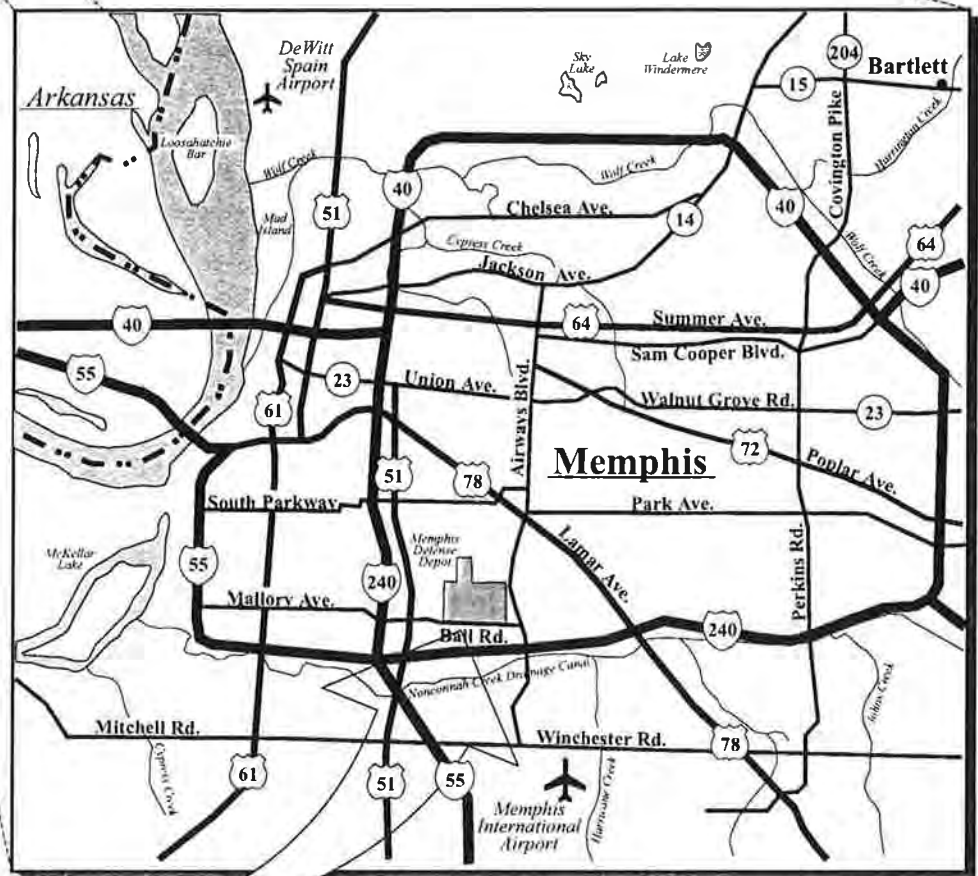 DeWitt
Spain
Airport
Sky
Lake
Lake
Windermere
204
15
Bartlett
Arkansas
Loosahatchie
Bar
Wolf Creek
40
Wolf Creek
Covington Pike
Harrington Creek
51
Chelsea Ave.
14
40
Mud
Island
Cypress Creek
Jackson Ave.
Wolf Creek
64
40
40
64
Summer Ave.
Sam Cooper Blvd.
55
23
Union Ave.
Walnut Grove Rd.
23
61
Airways Blvd.
72
Poplar Ave.
51
78
Memphis
South Parkway
Park Ave.
McKellar
Lake
55
Memphis
Defense
Depot
Lamar Ave.
Perkins Rd.
240
Mallory Ave.
Ball Rd.
240
Nonconnah Creek Drainage Canal
Johns Creek
Mitchell Rd.
Winchester Rd.
78
Cypress Creek
61
51
55
Hurricane Creek
Memphis
International
Airport